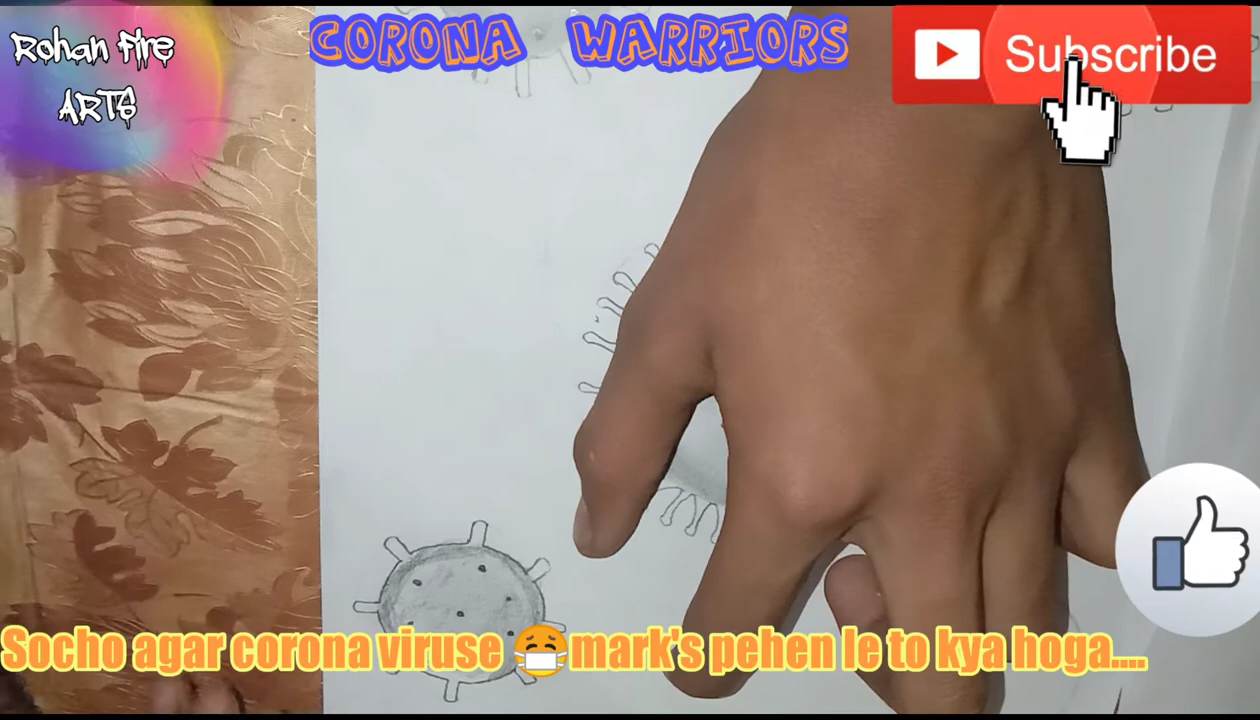 Rohan Fire
ARTS
CORONA WARRIORS
Subscribe
Socho agar corona viruse 😷 mark's pehen le to kya hoga....